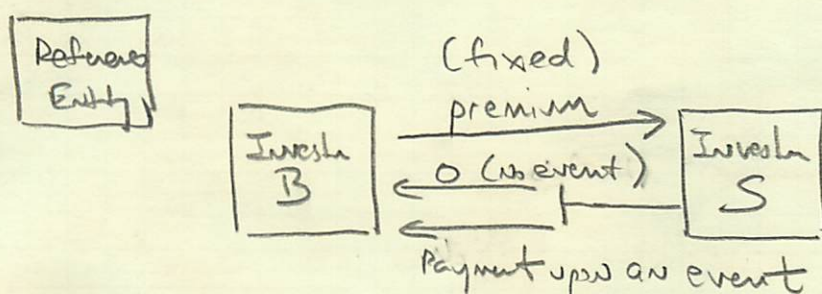 Reference
Entity
(fixed)
premium
Investor
B
0 (no event)
Investor
S
Payment upon an event